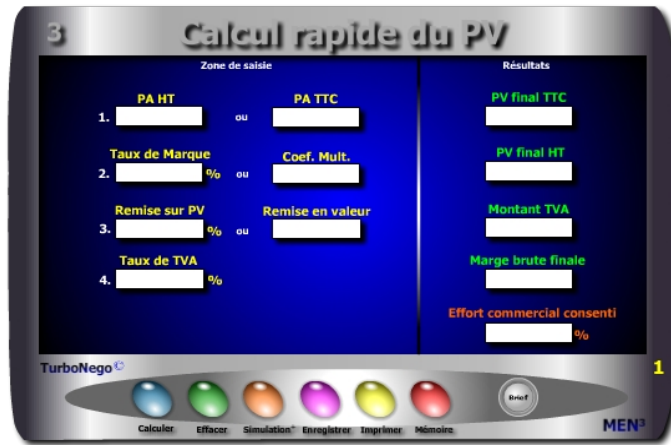 3 Calcul rapide du PV
Zone de saisie
Résultats
PA HT
PA TTC
PV final TTC
1. ou
Taux de Marque
Coef. Mult.
PV final HT
2. % ou
Remise sur PV
Remise en valeur
Montant TVA
3. % ou
Taux de TVA
Marge brute finale
4. %
Effort commercial consenti
%
TurboNego©
1
Brief
Calculer Effacer Simulation+ Enregistrer Imprimer Mémoire
MEN³